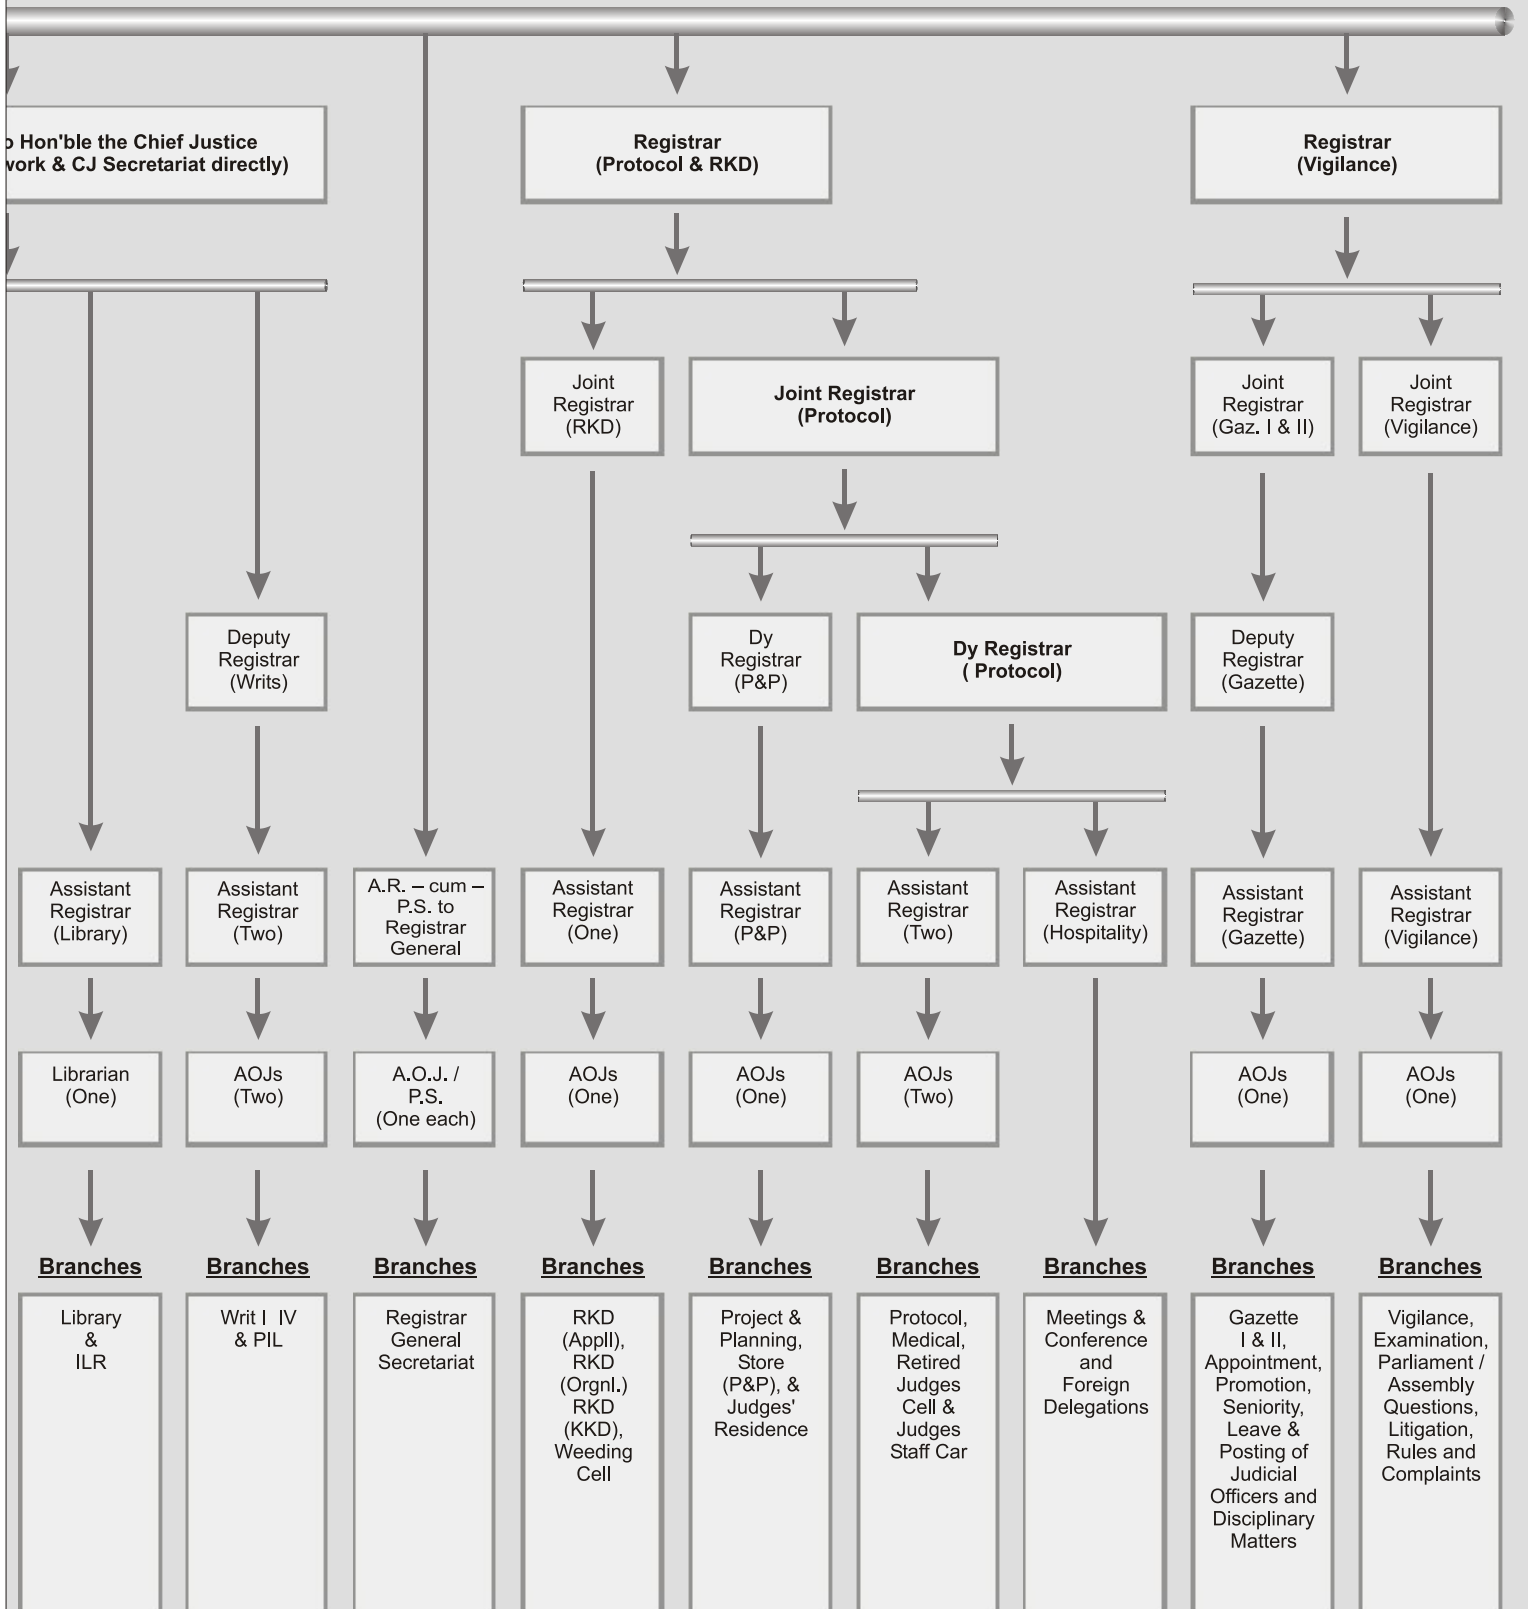 o Hon'ble the Chief Justice
work & CJ Secretariat directly)
Registrar
(Protocol & RKD)
Registrar
(Vigilance)
Joint
Registrar
(RKD)
Joint Registrar
(Protocol)
Joint
Registrar
(Gaz. I & II)
Joint
Registrar
(Vigilance)
Deputy
Registrar
(Writs)
Dy
Registrar
(P&P)
Dy Registrar
( Protocol)
Deputy
Registrar
(Gazette)
Assistant
Registrar
(Library)
Assistant
Registrar
(Two)
A.R. – cum –
P.S. to
Registrar
General
Assistant
Registrar
(One)
Assistant
Registrar
(P&P)
Assistant
Registrar
(Two)
Assistant
Registrar
(Hospitality)
Assistant
Registrar
(Gazette)
Assistant
Registrar
(Vigilance)
Librarian
(One)
AOJs
(Two)
A.O.J. /
P.S.
(One each)
AOJs
(One)
AOJs
(One)
AOJs
(Two)
AOJs
(One)
AOJs
(One)
Branches
Library
&
ILR
Branches
Writ I IV
& PIL
Branches
Registrar
General
Secretariat
Branches
RKD
(Appll),
RKD
(Orgnl.)
RKD
(KKD),
Weeding
Cell
Branches
Project &
Planning,
Store
(P&P), &
Judges'
Residence
Branches
Protocol,
Medical,
Retired
Judges
Cell &
Judges
Staff Car
Branches
Meetings &
Conference
and
Foreign
Delegations
Branches
Gazette
I & II,
Appointment,
Promotion,
Seniority,
Leave &
Posting of
Judicial
Officers and
Disciplinary
Matters
Branches
Vigilance,
Examination,
Parliament /
Assembly
Questions,
Litigation,
Rules and
Complaints